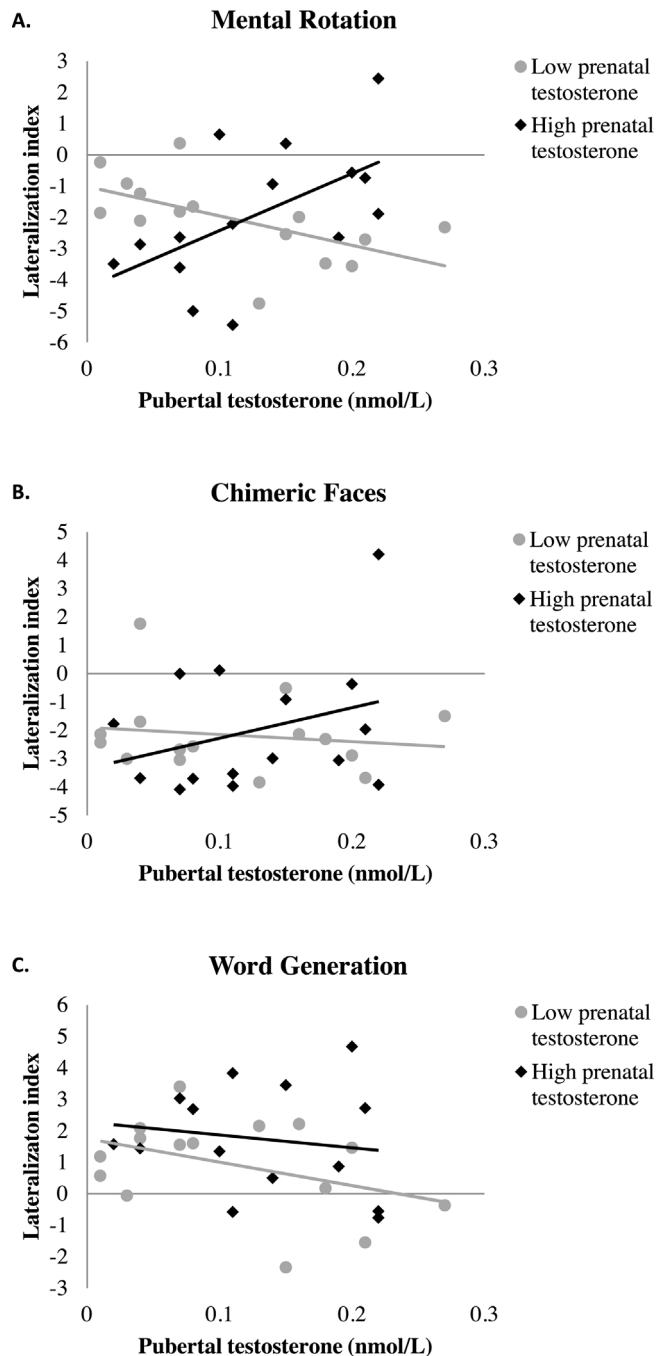 A.
Mental Rotation
Low prenatal
testosterone
High prenatal
testosterone
Lateralization index
3
2
1
0
-1
-2
-3
-4
-5
-6
0
0.1
0.2
0.3
Pubertal testosterone (nmol/L)
B.
Chimeric Faces
Low prenatal
testosterone
High prenatal
testosterone
Lateralization index
5
4
3
2
1
0
-1
-2
-3
-4
-5
0
0.1
0.2
0.3
Pubertal testosterone (nmol/L)
C.
Word Generation
Low prenatal
testosterone
High prenatal
testosterone
Lateralizaton index
6
5
4
3
2
1
0
-1
-2
-3
0
0.1
0.2
0.3
Pubertal testosterone (nmol/L)